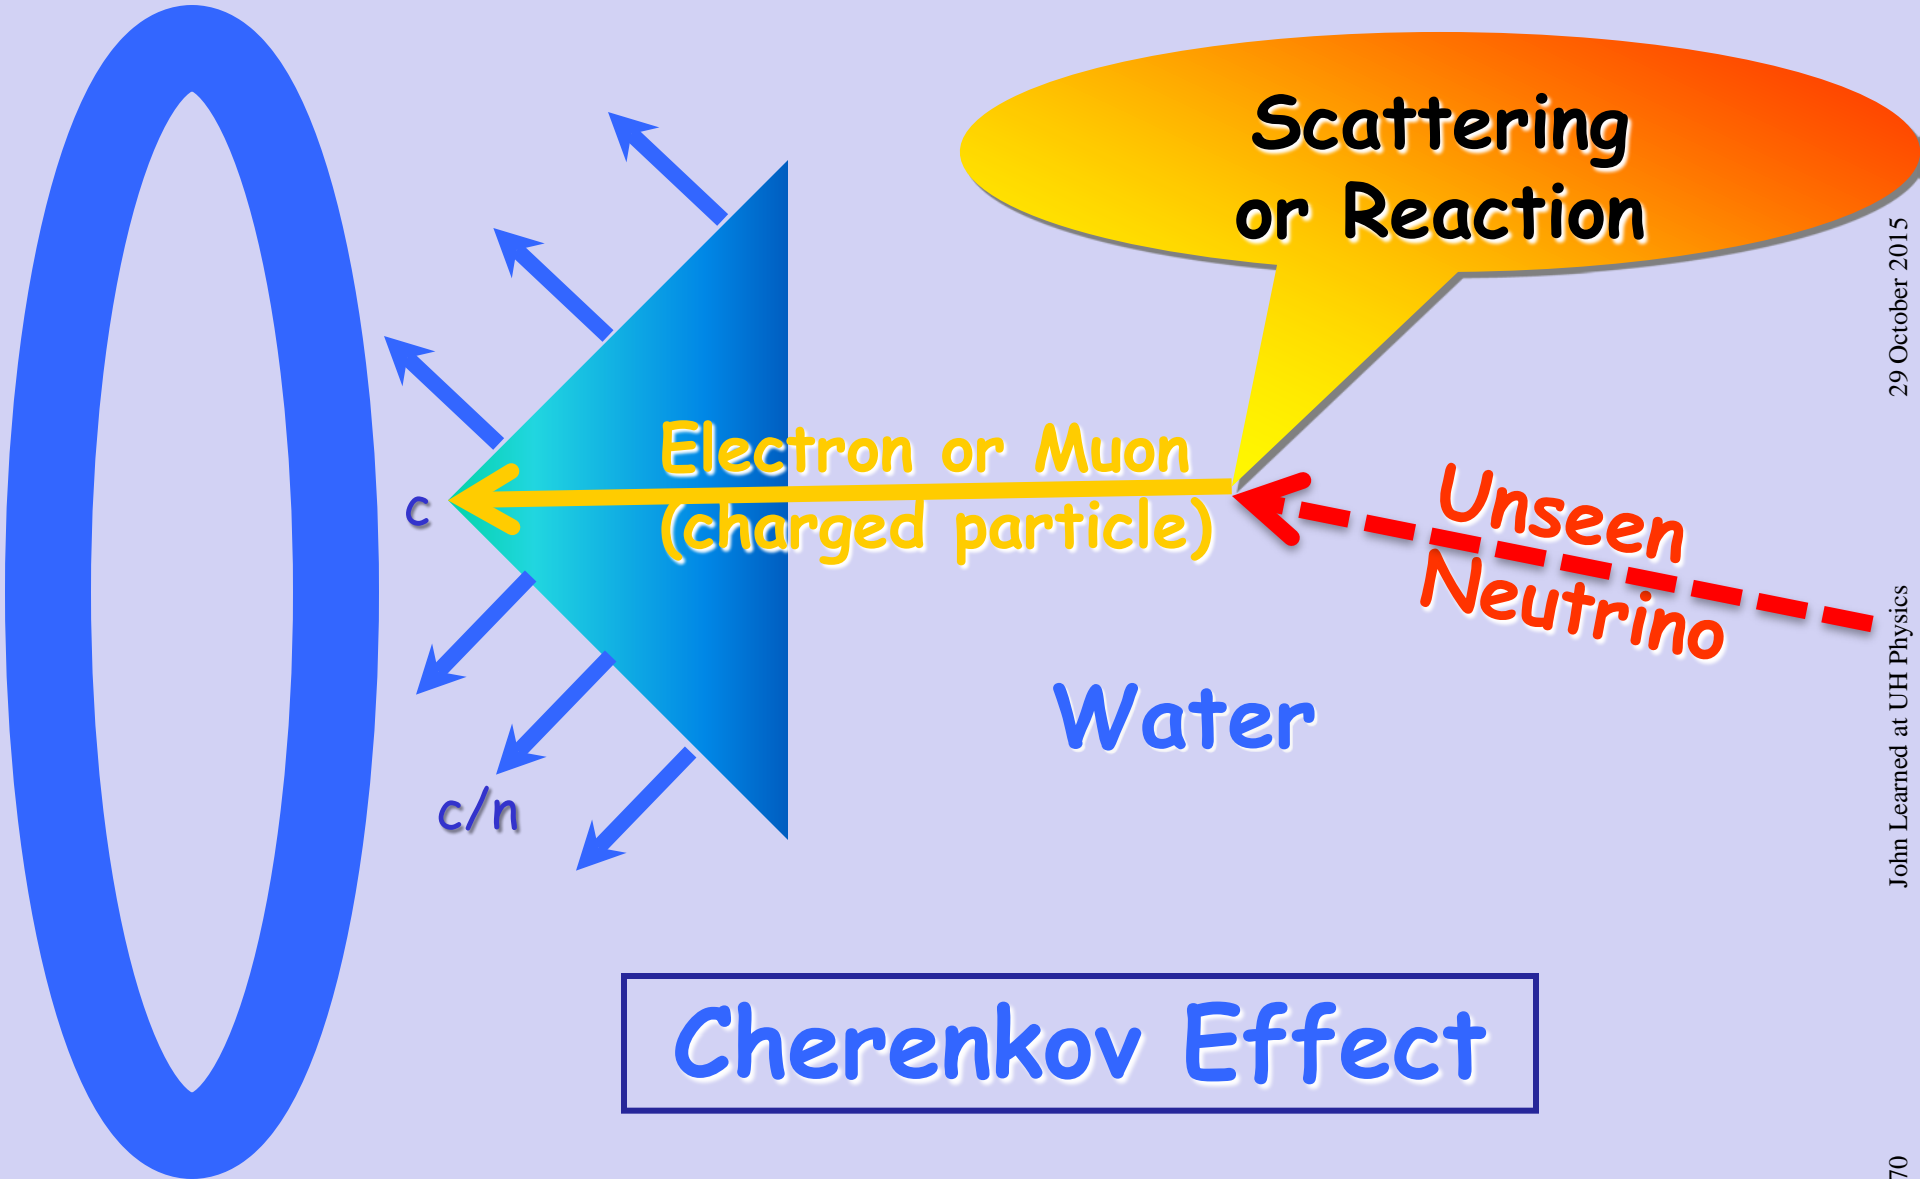 Scattering
or Reaction
Electron or Muon
(charged particle)
c
Unseen
Neutrino
Water
c/n
Cherenkov Effect
29 October 2015
John Learned at UH Physics
70